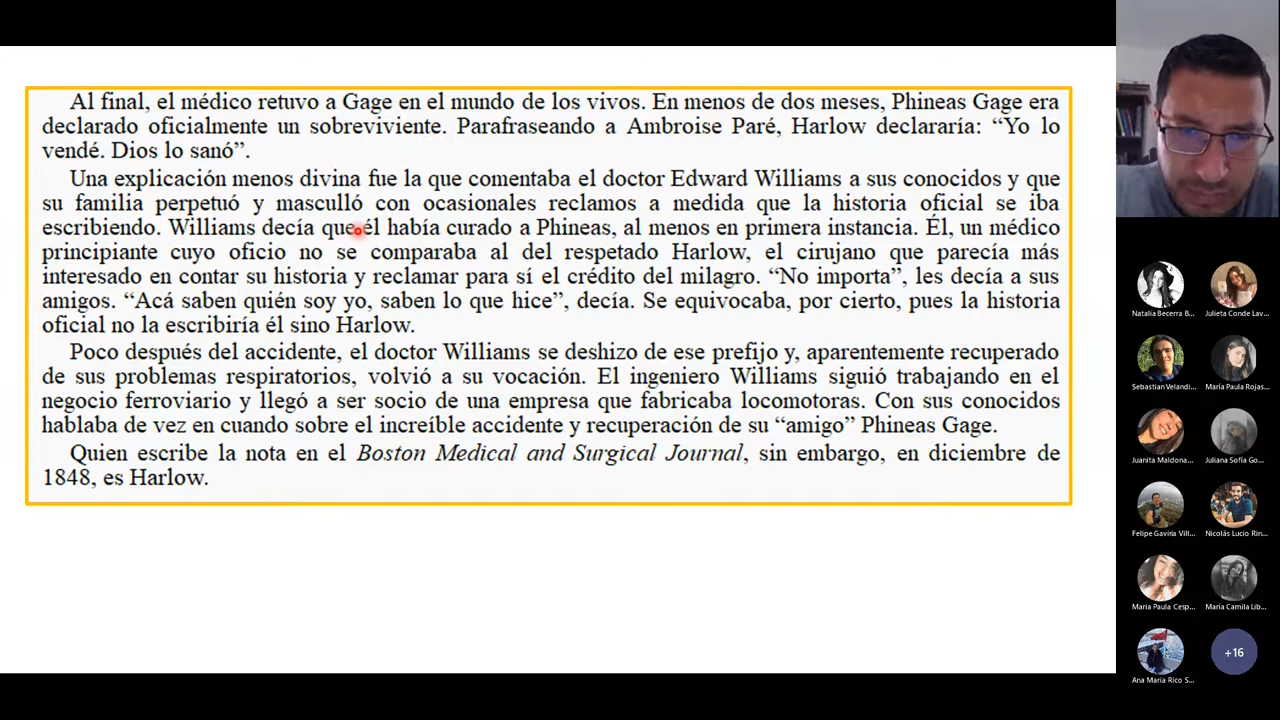 Al final, el médico retuvo a Gage en el mundo de los vivos. En menos de dos meses, Phineas Gage era
declarado oficialmente un sobreviviente. Parafraseando a Ambroise Paré, Harlow declararía: “Yo lo
vendé. Dios lo sanó”.
Una explicación menos divina fue la que comentaba el doctor Edward Williams a sus conocidos y que
su familia perpetuó y masculló con ocasionales reclamos a medida que la historia oficial se iba
escribiendo. Williams decía que él había curado a Phineas, al menos en primera instancia. Él, un médico
principiante cuyo oficio no se comparaba al del respetado Harlow, el cirujano que parecía más
interesado en contar su historia y reclamar para sí el crédito del milagro. “No importa”, les decía a sus
amigos. “Acá saben quién soy yo, saben lo que hice”, decía. Se equivocaba, por cierto, pues la historia
oficial no la escribiría él sino Harlow.
Poco después del accidente, el doctor Williams se deshizo de ese prefijo y, aparentemente recuperado
de sus problemas respiratorios, volvió a su vocación. El ingeniero Williams siguió trabajando en el
negocio ferroviario y llegó a ser socio de una empresa que fabricaba locomotoras. Con sus conocidos
hablaba de vez en cuando sobre el increíble accidente y recuperación de su “amigo” Phineas Gage.
Quien escribe la nota en el Boston Medical and Surgical Journal, sin embargo, en diciembre de
1848, es Harlow.
Natalia Becerra B...
Julieta Conde Lav...
Sebastian Velandi...
María Paula Rojas...
Juanita Maldona...
Juliana Sofía Go...
Felipe Gaviria Vill...
Nicolás Lucio Rin...
Maria Paula Cesp...
María Camila Lib...
Ana Maria Rico S...
+16